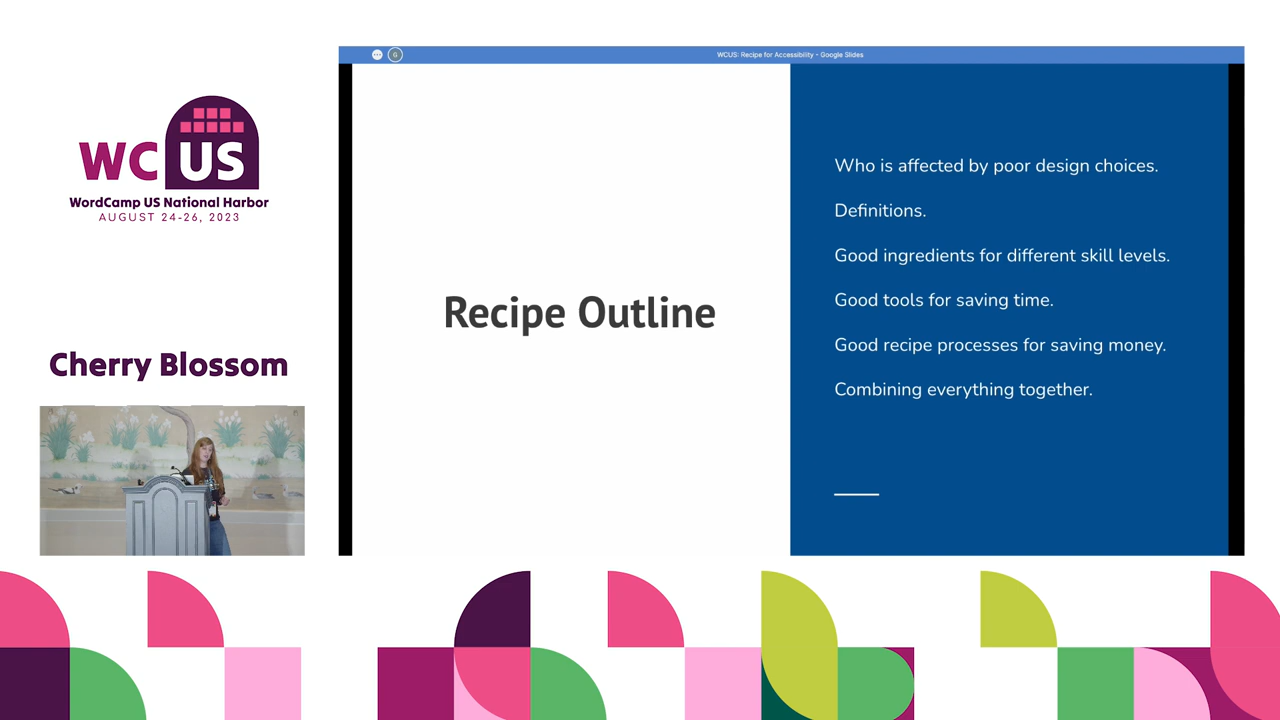 WC US
WordCamp US National Harbor
AUGUST 24-26, 2023
Cherry Blossom
G
WCUS: Recipe for Accessibility - Google Slides
Recipe Outline
Who is affected by poor design choices.
Definitions.
Good ingredients for different skill levels.
Good tools for saving time.
Good recipe processes for saving money.
Combining everything together.